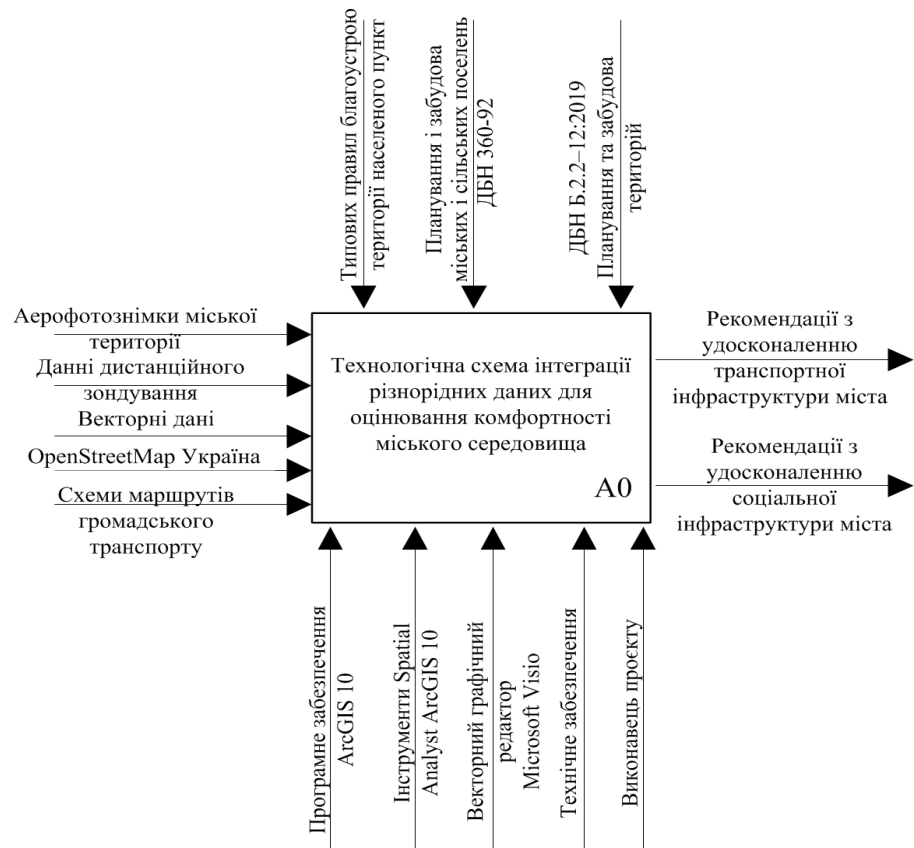 Типових правил благоустрою
території населеного пункт
Планування і забудова
міських і сільських поселень
ДБН 360-92
ДБН Б.2.2–12:2019
Планування та забудова
територій
Аерофотознімки міської
території
Данні дистанційного
зондування
Векторні дані
OpenStreetMap Україна
Схеми маршрутів
громадського
транспорту
Технологічна схема інтеграції
різнорідних даних для
оцінювання комфортності
міського середовища
A0
Рекомендації з
удосконаленню
транспортної
інфраструктури міста
Рекомендації з
удосконаленню
соціальної
інфраструктури міста
Програмне забезпечення
ArcGIS 10
Інструменти Spatial
Analyst ArcGIS 10
Векторний графічний
редактор
Microsoft Visio
Технічне забезпечення
Виконавець проєкту